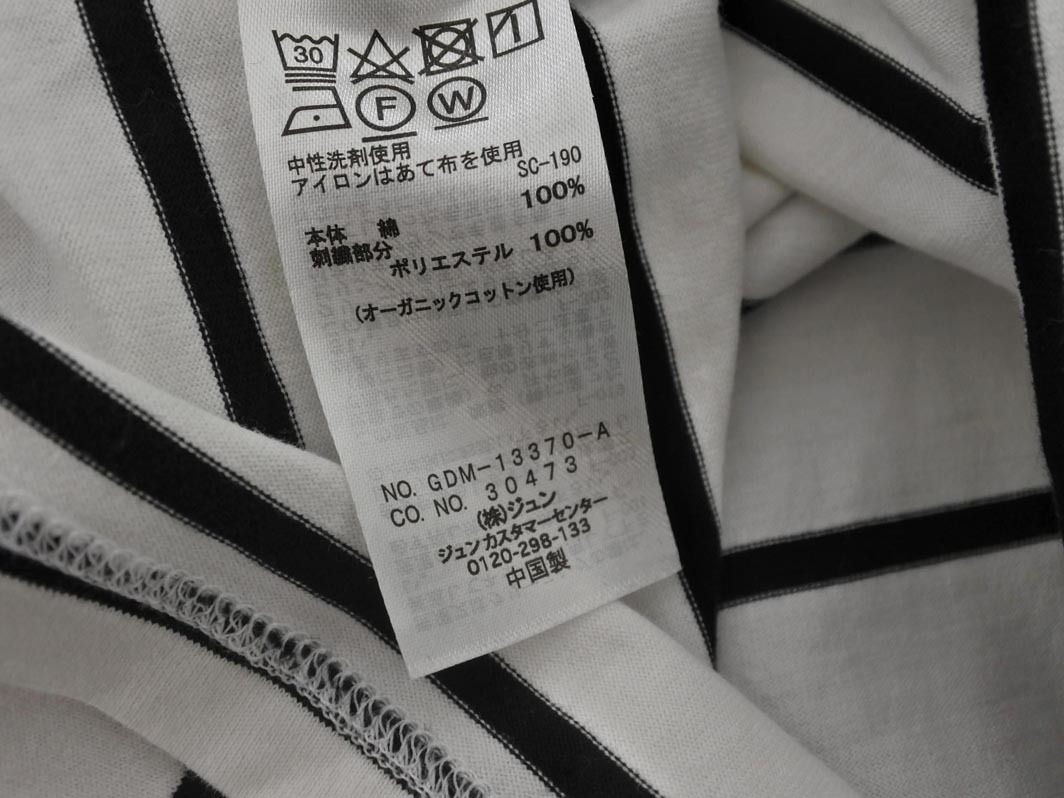 30
F W
中性洗剤使用
アイロンはあて布を使用
SC-190
100%
本体 綿
刺繍部分
ポリエステル 100%
(オーガニックコットン使用)
NO. GDM-13370-A
CO. NO. 30473
(株)ジュン
ジュンカスタマーセンター
0120-298-133
中国製